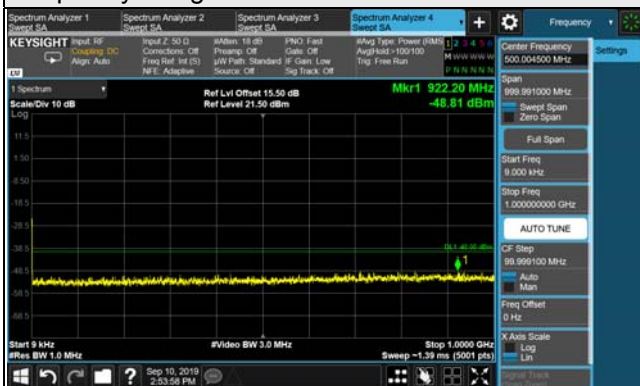 Spectrum Analyzer 1
Swept SA
Spectrum Analyzer 2
Swept SA
Spectrum Analyzer 3
Swept SA
Spectrum Analyzer 4
Swept SA
Frequency
KEYSIGHT
Input: RF
Coupling: DC
Align: Auto
Input Z: 50 Ω
Corrections: Off
Freq Ref: Int (S)
NFE: Adaptive
#Atten: 18 dB
Preamp: Off
µW Path: Standard
Source: Off
PNO: Fast
Gate: Off
IF Gain: Low
Sig Track: Off
#Avg Type: Power (RMS
Avg|Hold:>100/100
Trig: Free Run
1 2 3 4 5 6
M W W W W W
P N N N N N
LXI
1 Spectrum
Scale/Div 10 dB
Log
Ref Lvl Offset 15.50 dB
Ref Level 21.50 dBm
Mkr1 922.20 MHz
-48.81 dBm
11.5
1.50
-8.50
-18.5
-28.5
-38.5
-48.5
-58.5
-68.5
1
Start 9 kHz
#Res BW 1.0 MHz
#Video BW 3.0 MHz
Stop 1.0000 GHz
Sweep ~1.39 ms (5001 pts)
Center Frequency
500.004500 MHz
Settings
Span
999.991000 MHz
Swept Span
Zero Span
Full Span
Start Freq
9.000 kHz
Stop Freq
1.000000000 GHz
AUTO TUNE
CF Step
99.999100 MHz
Auto
Man
Freq Offset
0 Hz
X Axis Scale
Log
Lin
Signal Track
Sep 10, 2019
2:53:58 PM